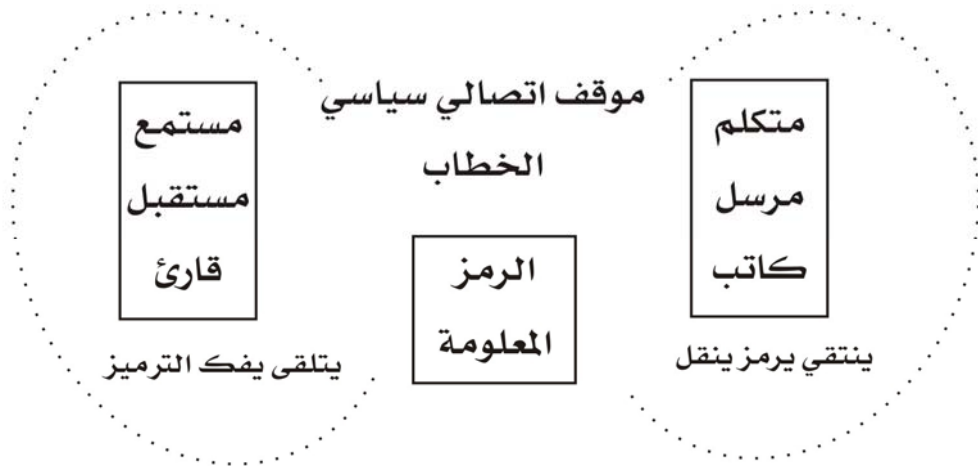 موقف اتصالي سياسي
الخطاب
متكلم
مرسل
كاتب
ينتقي يرمز ينقل
الرمز
المعلومة
مستمع
مستقبل
قارئ
يتلقى يفك الترميز